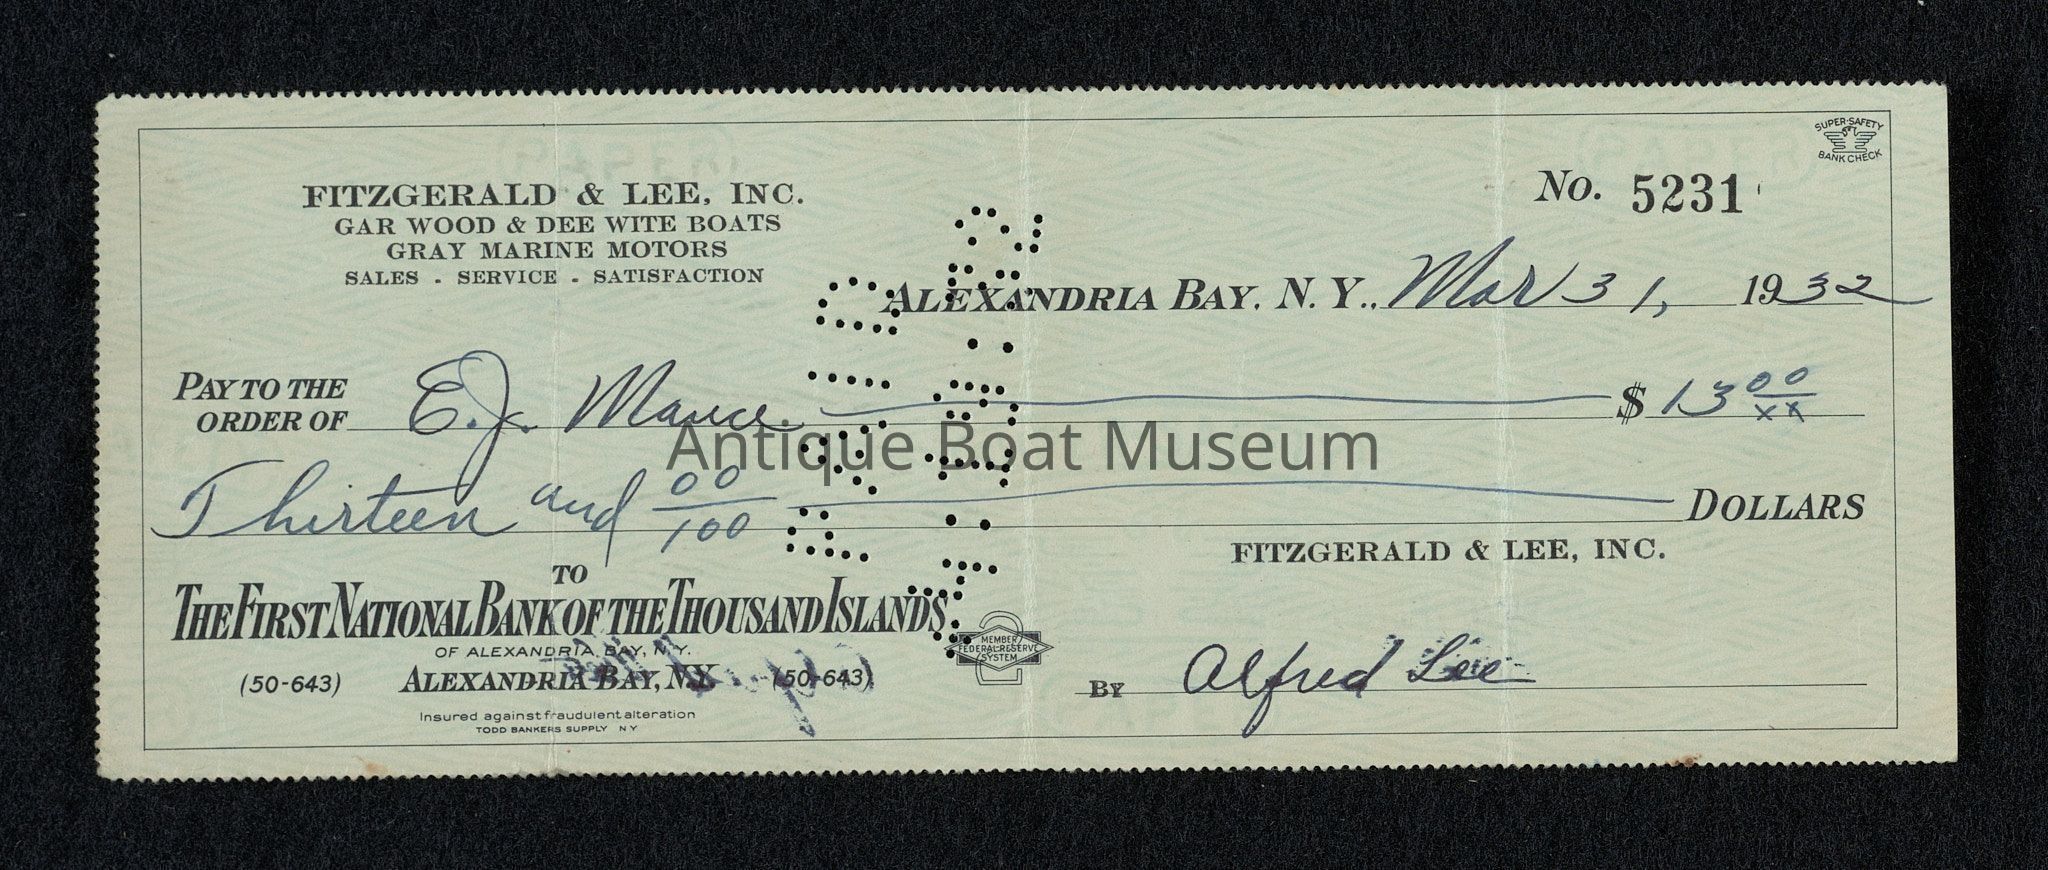 SUPER-SAFETY
BANK CHECK
FITZGERALD & LEE, INC.
GAR WOOD & DEE WITE BOATS
GRAY MARINE MOTORS
SALES . SERVICE . SATISFACTION
No. 5231
ALEXANDRIA BAY, N. Y., Mar 31, 1932
PAY TO THE
ORDER OF E.J. Mance $ 13 00/xx
Antique Boat Museum
Thirteen and 00/100 DOLLARS
FITZGERALD & LEE, INC.
TO
THE FIRST NATIONAL BANK OF THE THOUSAND ISLANDS
OF ALEXANDRIA BAY, N.Y.
(50-643) ALEXANDRIA BAY, N.Y. (50-643)
MEMBER
FEDERAL RESERVE
SYSTEM
BY Alfred Lee
Insured against fraudulent alteration
TODD BANKERS SUPPLY N Y